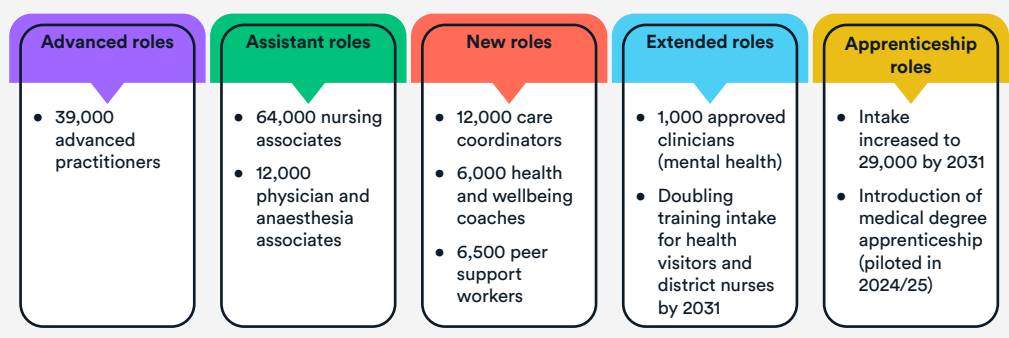 Advanced roles
• 39,000
advanced
practitioners
Assistant roles
• 64,000 nursing
associates
• 12,000
physician and
anaesthesia
associates
New roles
• 12,000 care
coordinators
• 6,000 health
and wellbeing
coaches
• 6,500 peer
support
workers
Extended roles
• 1,000 approved
clinicians
(mental health)
• Doubling
training intake
for health
visitors and
district nurses
by 2031
Apprenticeship
roles
• Intake
increased to
29,000 by 2031
• Introduction of
medical degree
apprenticeship
(piloted in
2024/25)